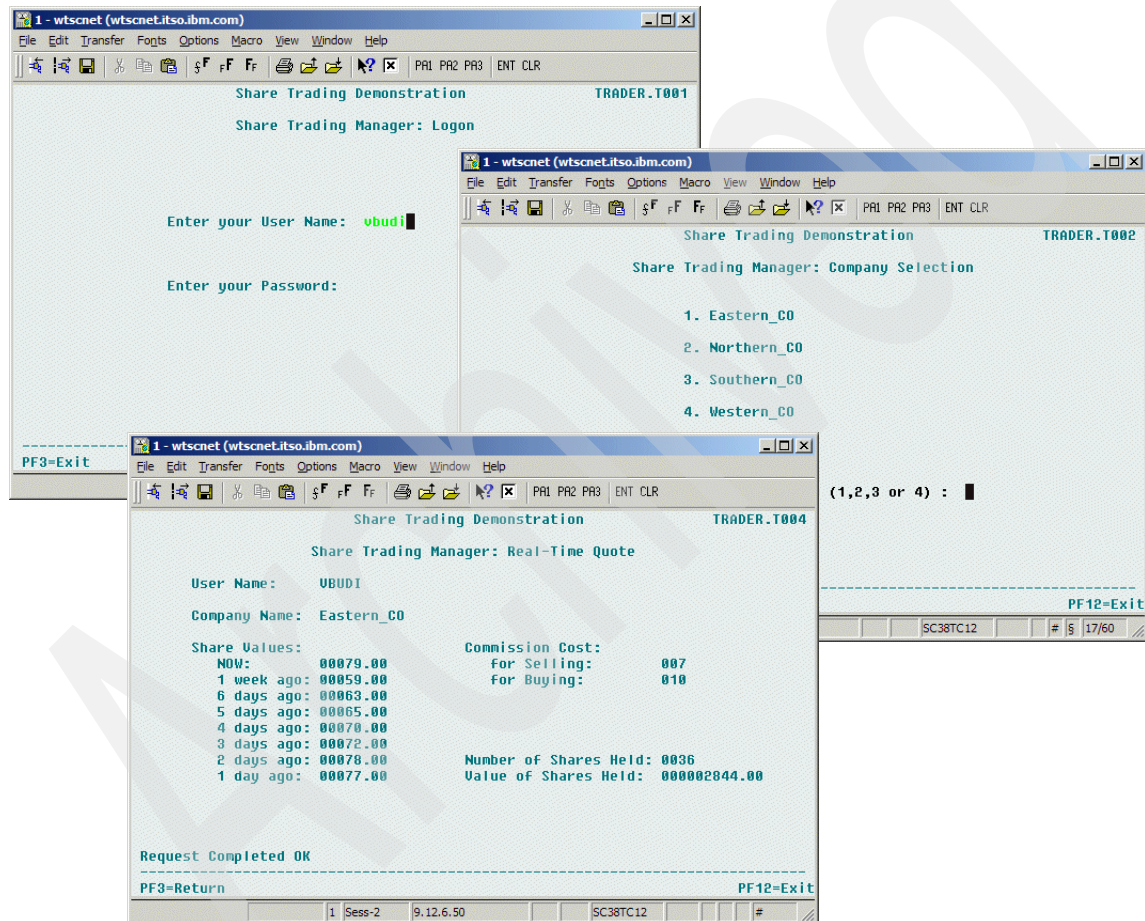 1 - wtscnet (wtscnet.itso.ibm.com)
File Edit Transfer Fonts Options Macro View Window Help
PA1 PA2 PA3 ENT CLR
Share Trading Demonstration TRADER.T001
Share Trading Manager: Logon
Enter your User Name: vbudi
Enter your Password:
PF3=Exit
1 - wtscnet (wtscnet.itso.ibm.com)
File Edit Transfer Fonts Options Macro View Window Help
PA1 PA2 PA3 ENT CLR
Share Trading Demonstration TRADER.T002
Share Trading Manager: Company Selection
1. Eastern_CO
2. Northern_CO
3. Southern_CO
4. Western_CO
(1,2,3 or 4) :
PF12=Exit
SC38TC12 # § 17/60
1 - wtscnet (wtscnet.itso.ibm.com)
File Edit Transfer Fonts Options Macro View Window Help
PA1 PA2 PA3 ENT CLR
Share Trading Demonstration TRADER.T004
Share Trading Manager: Real-Time Quote
User Name: VBUDI
Company Name: Eastern_CO
Share Values: Commission Cost:
NOW: 00079.00 for Selling: 007
1 week ago: 00059.00 for Buying: 010
6 days ago: 00063.00
5 days ago: 00065.00
4 days ago: 00070.00
3 days ago: 00072.00
2 days ago: 00078.00 Number of Shares Held: 0036
1 day ago: 00077.00 Value of Shares Held: 000002844.00
Request Completed OK
PF3=Return PF12=Exit
1 Sess-2 9.12.6.50 SC38TC12 #